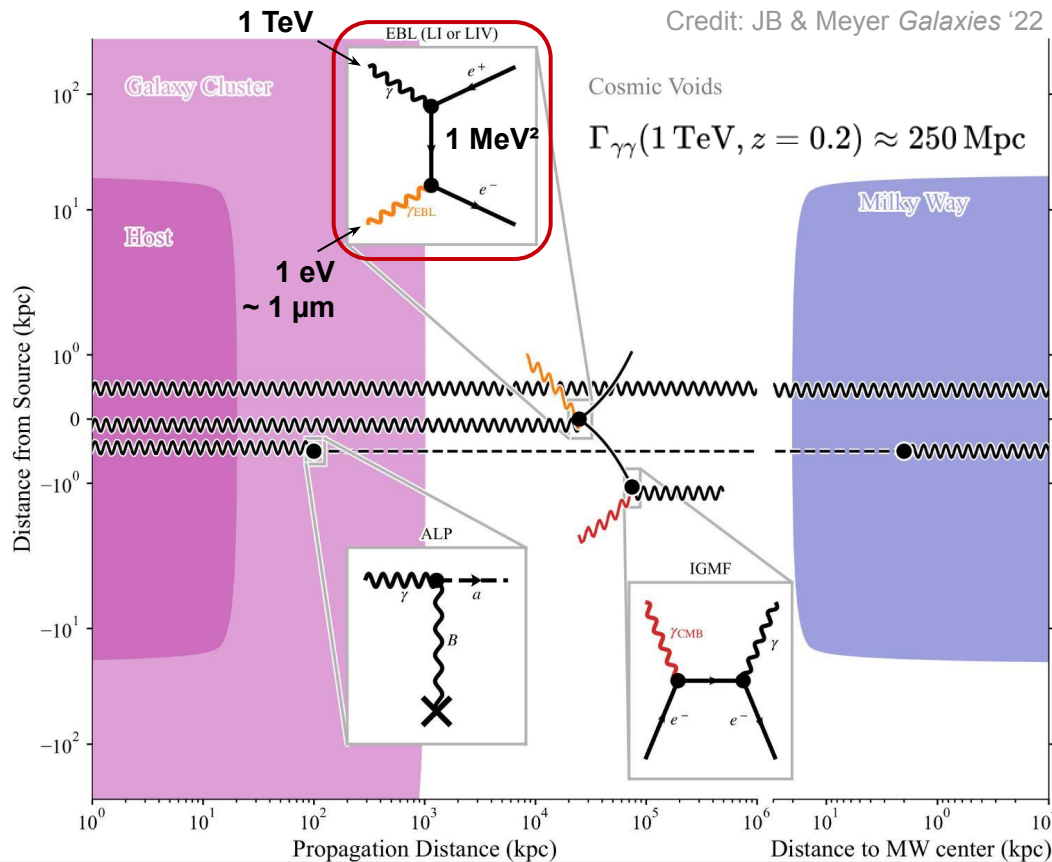 Credit: JB & Meyer Galaxies ‘22
1 TeV
EBL (LI or LIV)
γ
e⁺
1 MeV²
γEBL
e⁻
1 eV
~ 1 µm
Galaxy Cluster
Host
Cosmic Voids
Γγγ(1 TeV, z = 0.2) ≈ 250 Mpc
Milky Way
ALP
γ
a
B
IGMF
γCMB
γ
e⁻
e⁻
Distance from Source (kpc)
10²
10¹
10⁰
0
−10⁰
−10¹
−10²
10⁰ 10¹ 10² 10³ 10⁴ 10⁵ 10⁶
Propagation Distance (kpc)
10¹ 10⁰
Distance to MW center (kpc)